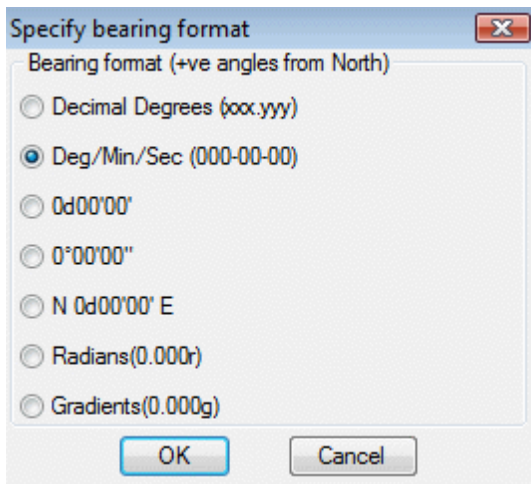 Specify bearing format
Bearing format (+ve angles from North)
Decimal Degrees (xxx.yyy)
Deg/Min/Sec (000-00-00)
0d00'00'
0°00'00"
N 0d00'00' E
Radians(0.000r)
Gradients(0.000g)
OK Cancel